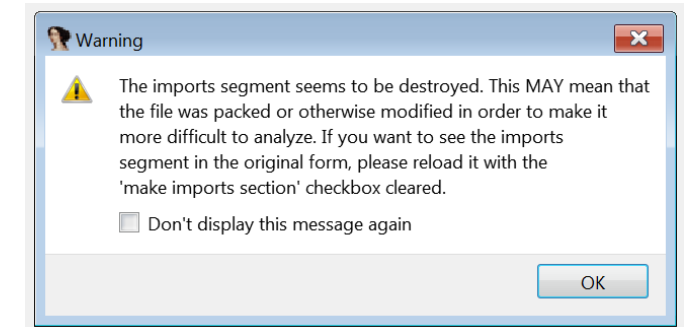 Warning
The imports segment seems to be destroyed. This MAY mean that
the file was packed or otherwise modified in order to make it
more difficult to analyze. If you want to see the imports
segment in the original form, please reload it with the
'make imports section' checkbox cleared.
Don't display this message again
OK